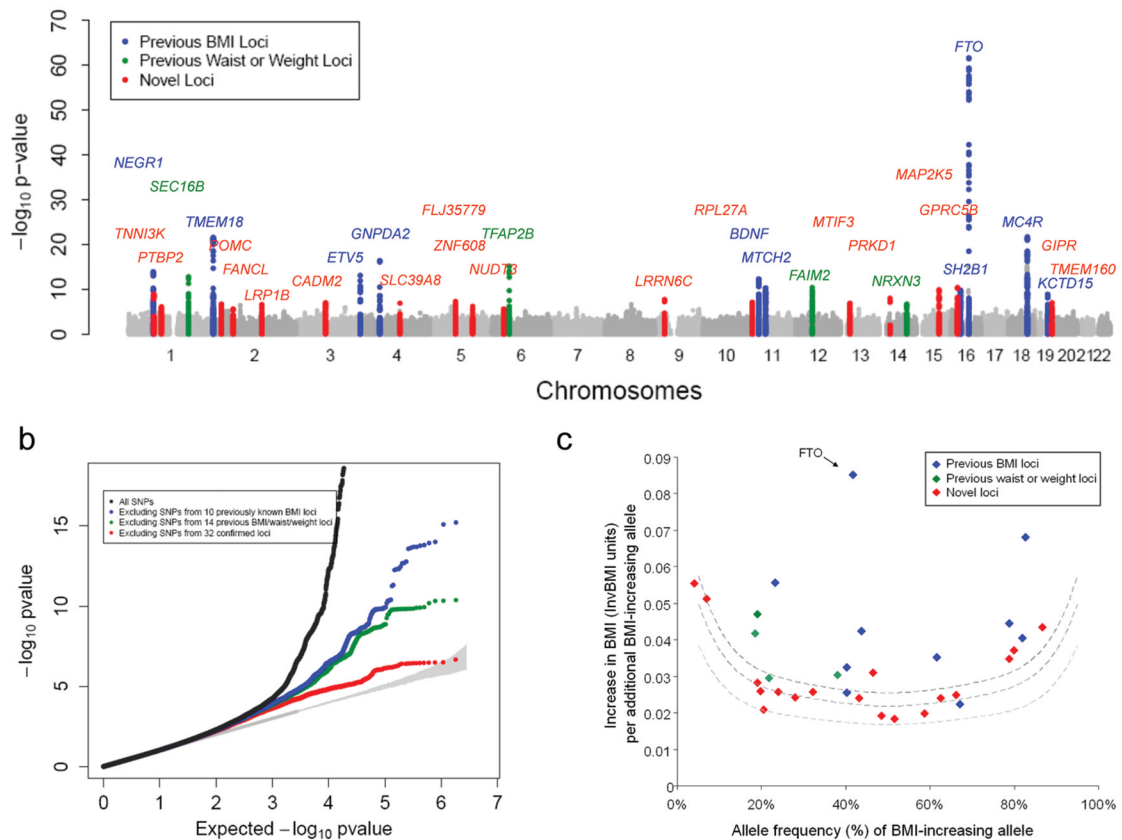 70
60
50
40
30
20
10
0
−log10 p-value
Previous BMI Loci
Previous Waist or Weight Loci
Novel Loci
FTO
NEGR1
SEC16B
MAP2K5
TNNI3K
TMEM18
FLJ35779
RPL27A
MTIF3
GPRC5B
PTBP2
POMC
GNPDA2
ZNF608
TFAP2B
BDNF
PRKD1
MC4R
GIPR
FANCL
ETV5
NUDT3
MTCH2
SH2B1
TMEM160
LRP1B
CADM2
SLC39A8
LRRN6C
FAIM2
NRXN3
KCTD15
1 2 3 4 5 6 7 8 9 10 11 12 13 14 15 16 17 18 19 20 21 22
Chromosomes
b
All SNPs
Excluding SNPs from 10 previously known BMI loci
Excluding SNPs from 14 previous BMI/waist/weight loci
Excluding SNPs from 32 confirmed loci
15
10
5
0
−log10 pvalue
0 1 2 3 4 5 6 7
Expected −log10 pvalue
c
FTO
Previous BMI loci
Previous waist or weight loci
Novel loci
0.09
0.08
0.07
0.06
0.05
0.04
0.03
0.02
0.01
0
Increase in BMI (InvBMI units)
per additional BMI-increasing allele
0% 20% 40% 60% 80% 100%
Allele frequency (%) of BMI-increasing allele